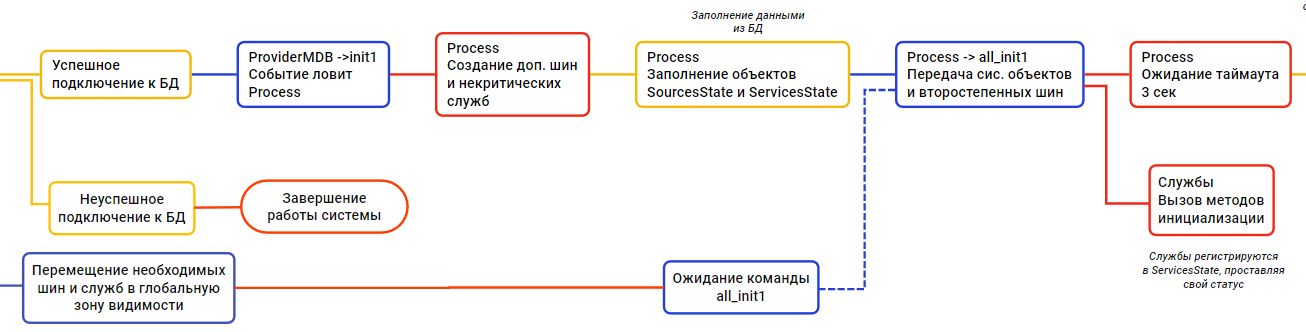 Заполнение данными
из БД
Успешное
подключение к БД
ProviderMDB ->init1
Событие ловит
Process
Process
Создание доп. шин
и некритических
служб
Process
Заполнение объектов
SourcesState и ServicesState
Process -> all_init1
Передача сис. объектов
и второстепенных шин
Process
Ожидание таймаута
3 сек
Неуспешное
подключение к БД
Завершение
работы системы
Службы
Вызов методов
инициализации
Службы регистрируются
в ServicesState, проставляя
свой статус
Перемещение необходимых
шин и служб в глобальную
зону видимости
Ожидание команды
all_init1